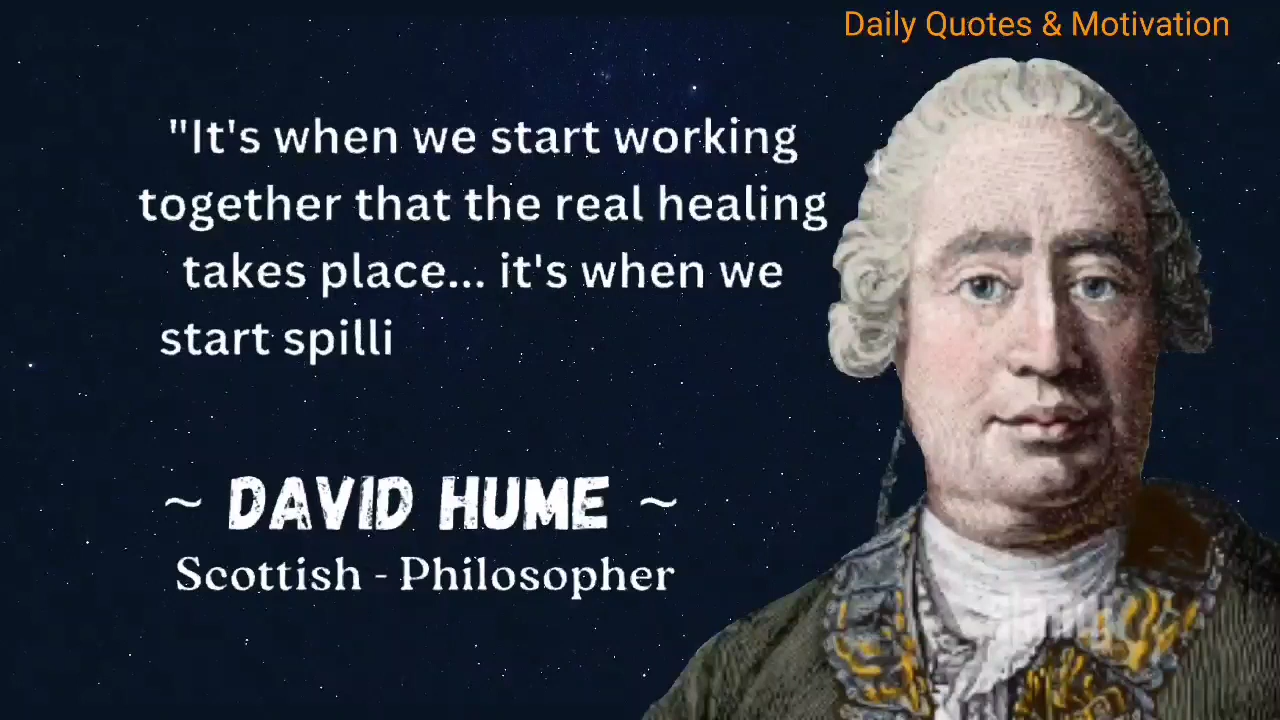 Daily Quotes & Motivation
"It's when we start working
together that the real healing
takes place... it's when we
start spilli
~ DAVID HUME ~
Scottish - Philosopher